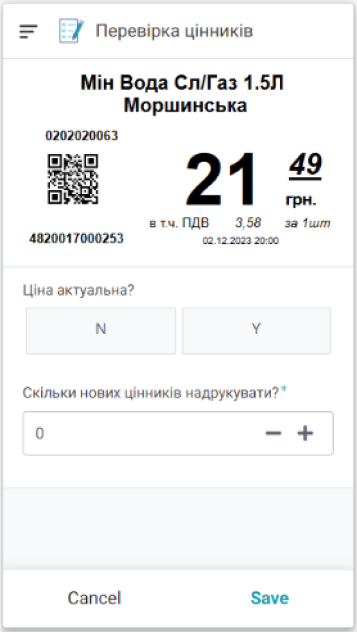 Перевірка цінників
Мін Вода Сл/Газ 1.5Л
Моршинська
0202020063
21 49
грн.
в т.ч. ПДВ 3,58 за 1шт
4820017000253
02.12.2023 20:00
Ціна актуальна?
N Y
Скільки нових цінників надрукувати?*
0
Cancel Save